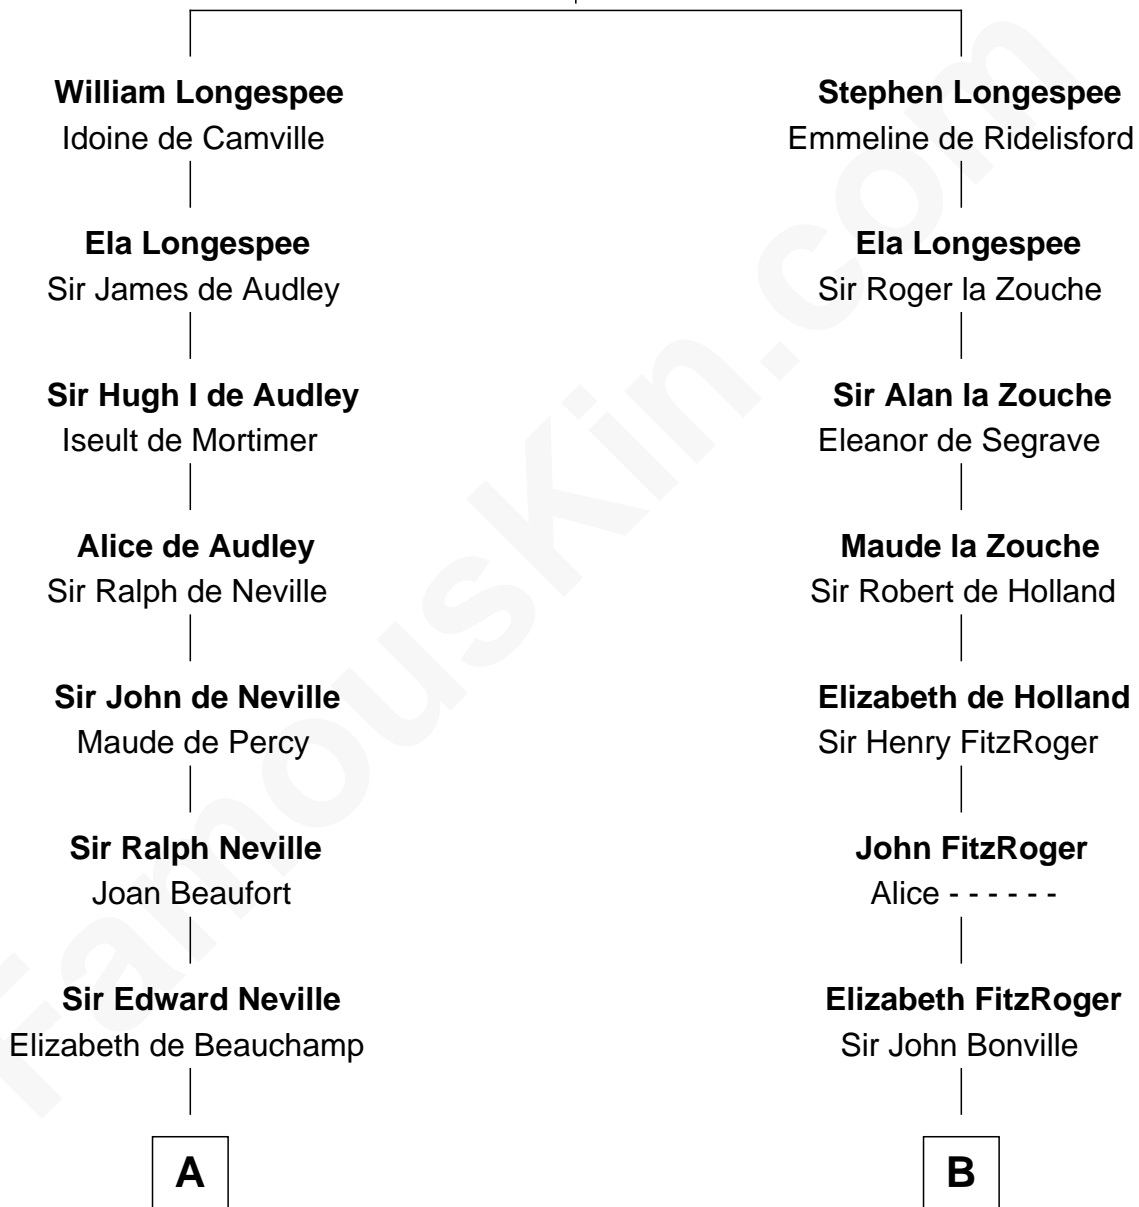 William Longespee
Idoine de Camville
Stephen Longespee
Emmeline de Ridelisford
Ela Longespee
Sir James de Audley
Ela Longespee
Sir Roger la Zouche
Sir Hugh I de Audley
Iseult de Mortimer
Sir Alan la Zouche
Eleanor de Segrave
Alice de Audley
Sir Ralph de Neville
Maude la Zouche
Sir Robert de Holland
Sir John de Neville
Maude de Percy
Elizabeth de Holland
Sir Henry FitzRoger
Sir Ralph Neville
Joan Beaufort
John FitzRoger
Alice - - - - - -
Sir Edward Neville
Elizabeth de Beauchamp
Elizabeth FitzRoger
Sir John Bonville
A
B
FamousKin.com